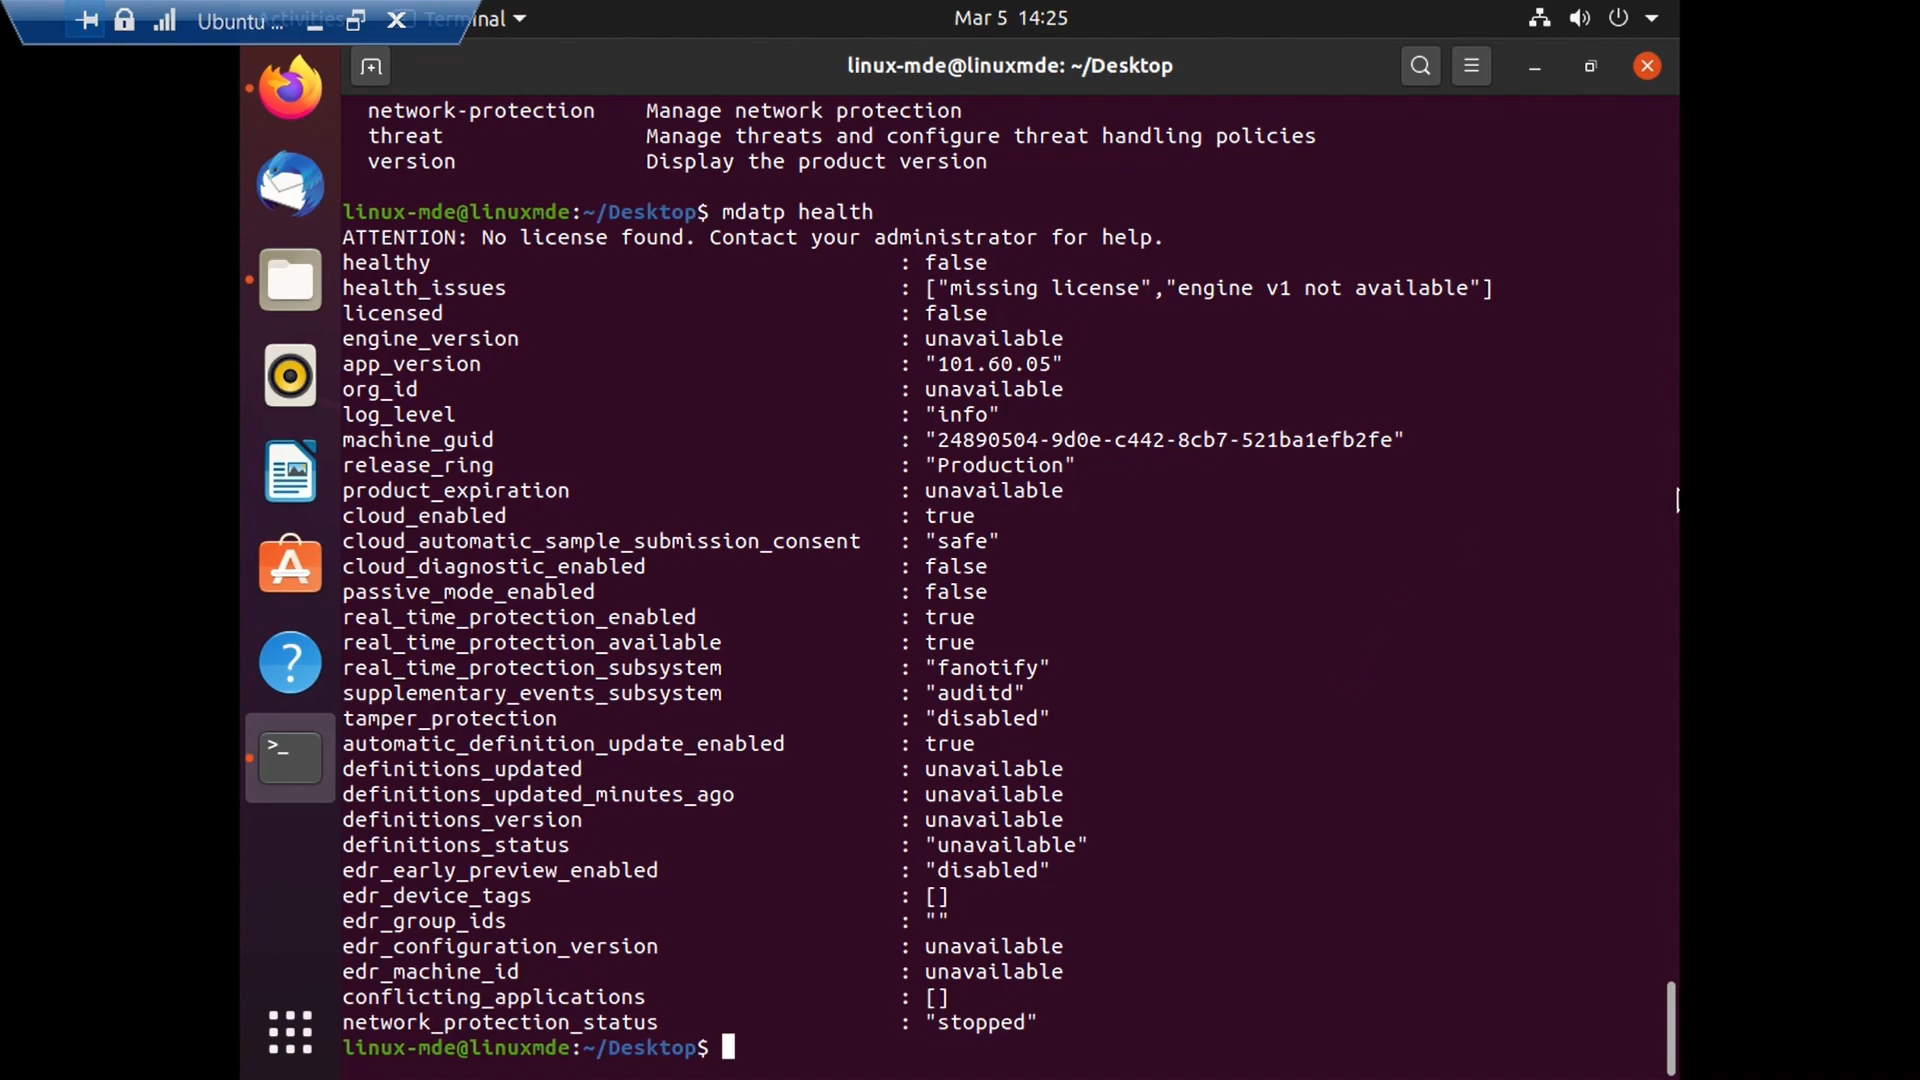 Ubuntu ...
Activities
Terminal
Mar 5 14:25
linux-mde@linuxmde: ~/Desktop
network-protection Manage network protection
threat Manage threats and configure threat handling policies
version Display the product version
linux-mde@linuxmde:~/Desktop$ mdatp health
ATTENTION: No license found. Contact your administrator for help.
healthy : false
health_issues : ["missing license","engine v1 not available"]
licensed : false
engine_version : unavailable
app_version : "101.60.05"
org_id : unavailable
log_level : "info"
machine_guid : "24890504-9d0e-c442-8cb7-521ba1efb2fe"
release_ring : "Production"
product_expiration : unavailable
cloud_enabled : true
cloud_automatic_sample_submission_consent : "safe"
cloud_diagnostic_enabled : false
passive_mode_enabled : false
real_time_protection_enabled : true
real_time_protection_available : true
real_time_protection_subsystem : "fanotify"
supplementary_events_subsystem : "auditd"
tamper_protection : "disabled"
automatic_definition_update_enabled : true
definitions_updated : unavailable
definitions_updated_minutes_ago : unavailable
definitions_version : unavailable
definitions_status : "unavailable"
edr_early_preview_enabled : "disabled"
edr_device_tags : []
edr_group_ids : ""
edr_configuration_version : unavailable
edr_machine_id : unavailable
conflicting_applications : []
network_protection_status : "stopped"
linux-mde@linuxmde:~/Desktop$